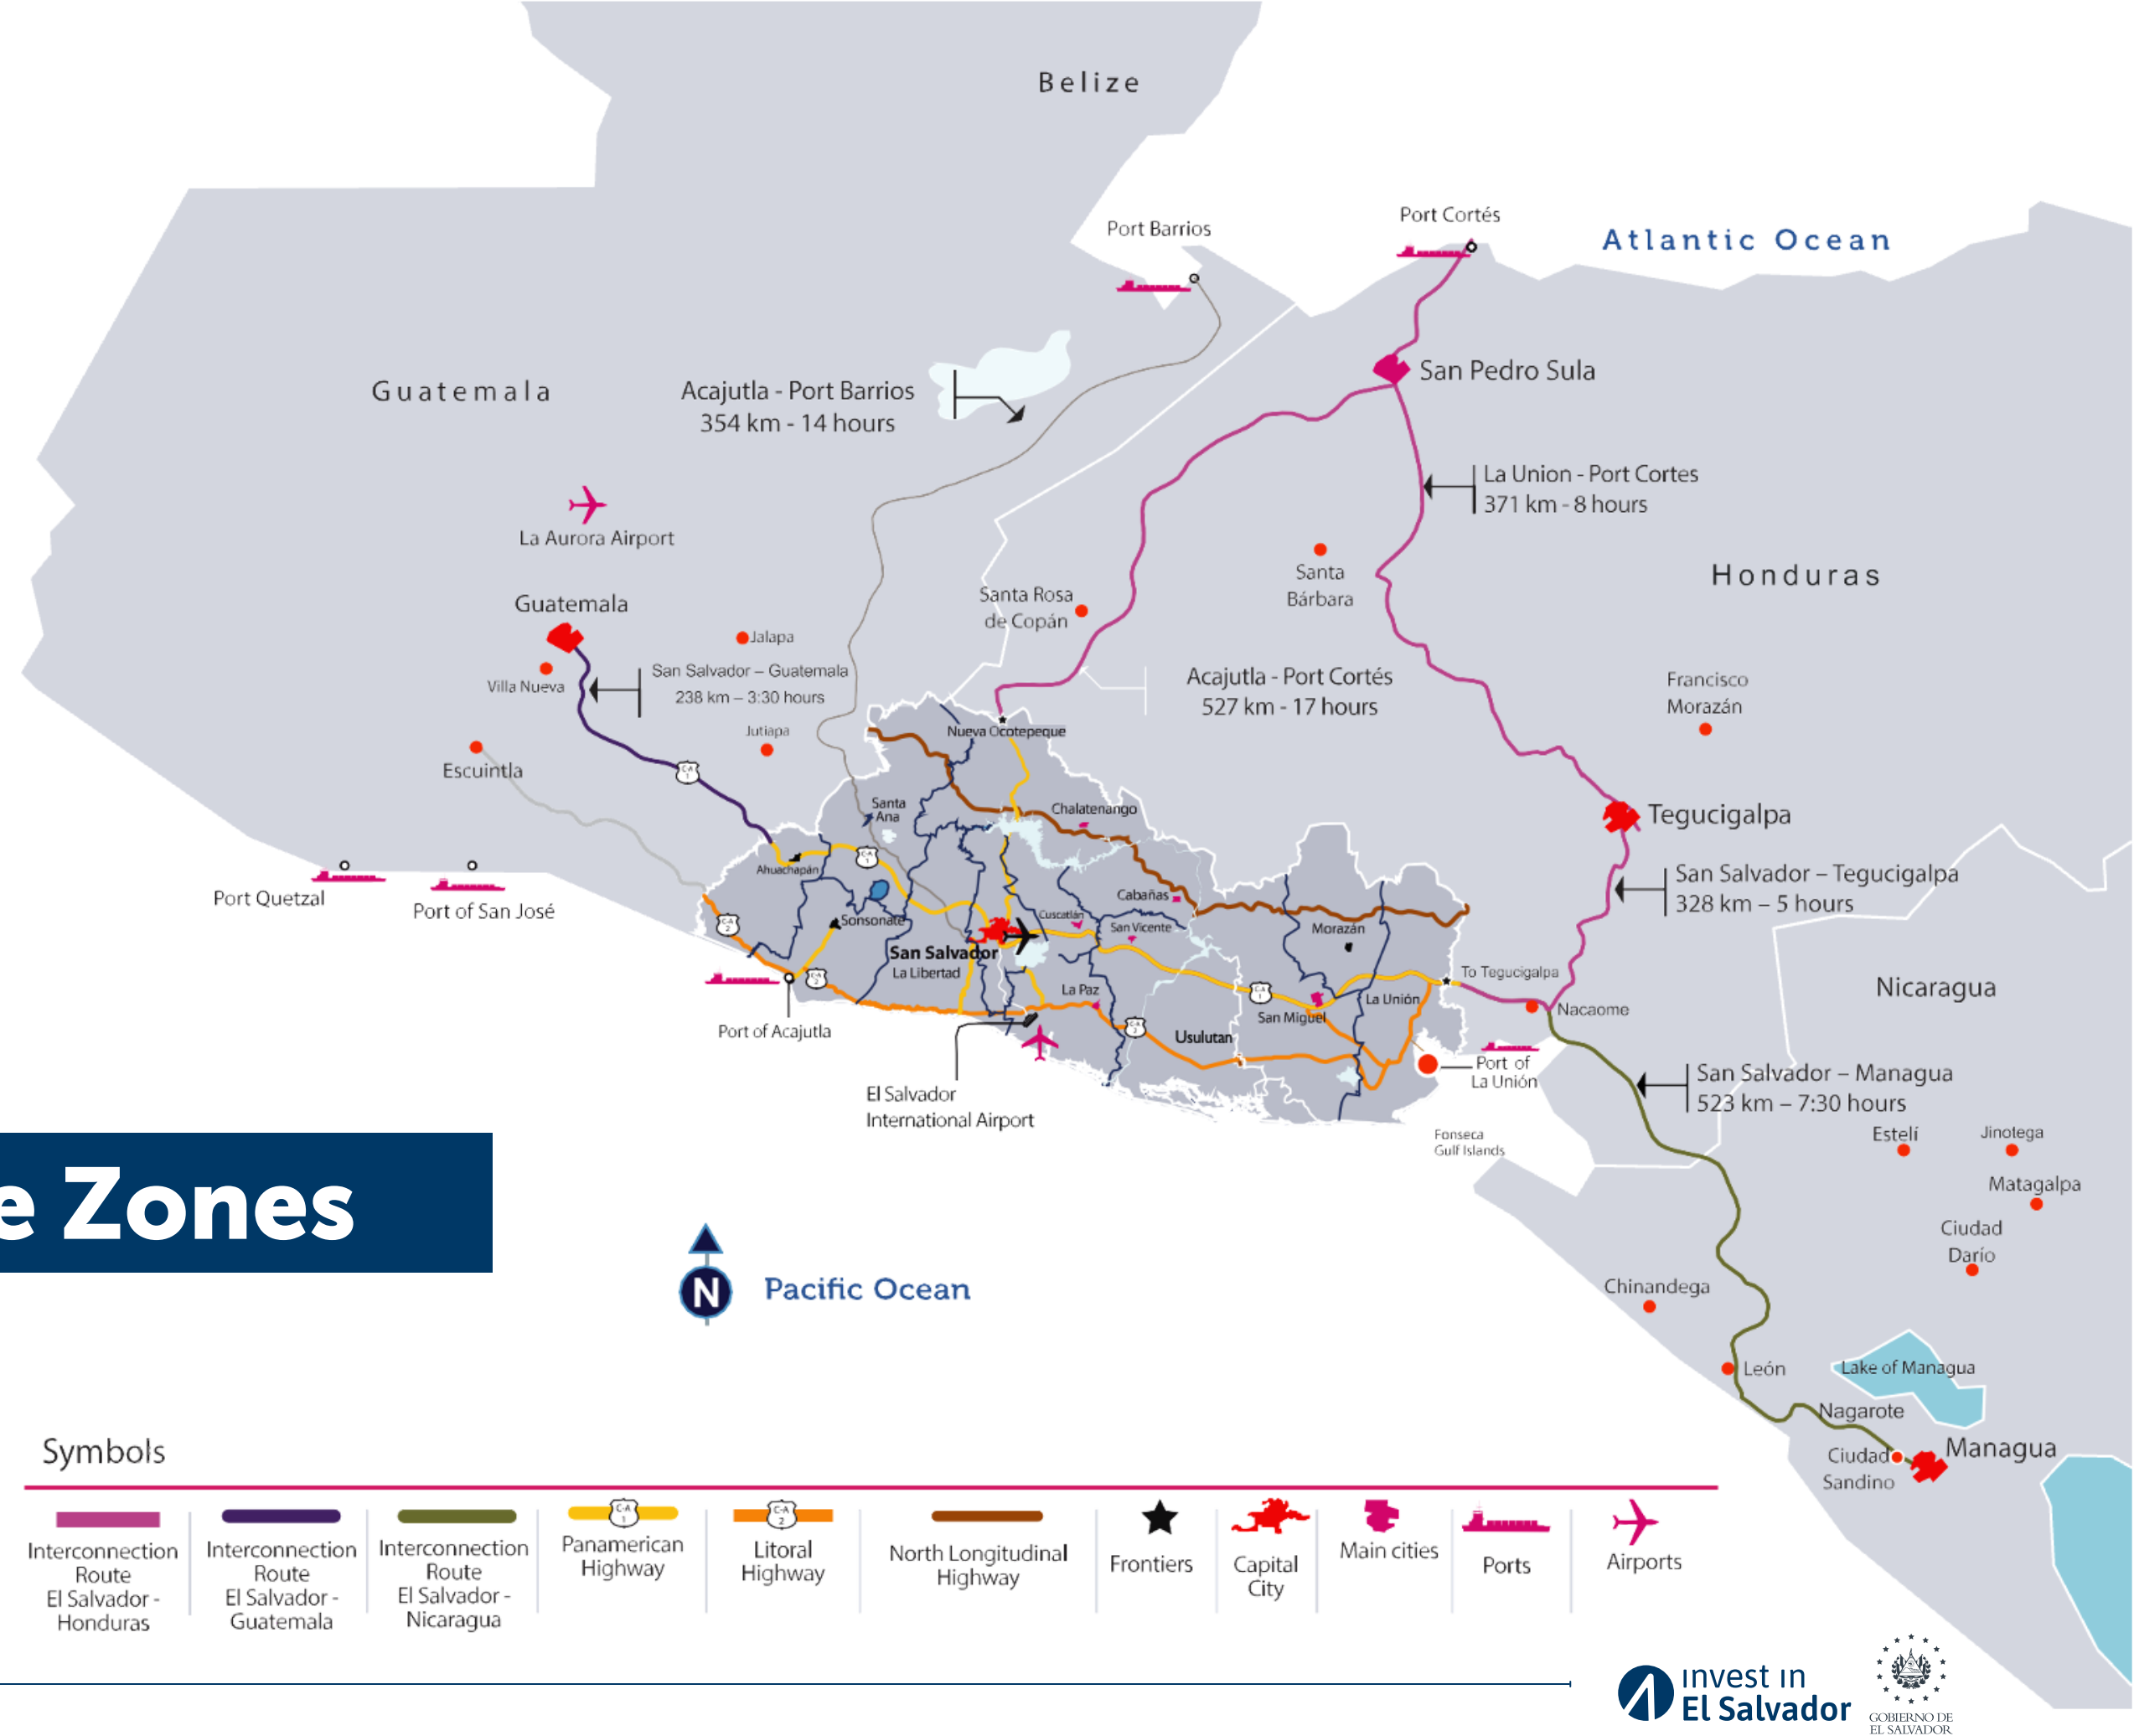 Belize
Port Barrios
Port Cortés
Atlantic Ocean
Guatemala
Acajutla - Port Barrios
354 km - 14 hours
San Pedro Sula
La Union - Port Cortes
371 km - 8 hours
La Aurora Airport
Honduras
Santa
Bárbara
Santa Rosa
de Copán
Guatemala
Jalapa
San Salvador – Guatemala
238 km – 3:30 hours
Villa Nueva
Acajutla - Port Cortés
527 km - 17 hours
Francisco
Morazán
Jutiapa
Nueva Ocotepeque
Escuintla
C-A
1
Santa
Ana
Chalatenango
Tegucigalpa
C-A
1
Ahuachapán
San Salvador – Tegucigalpa
328 km – 5 hours
Port Quetzal
Port of San José
Cabañas
C-A
2
Sonsonate
Cuscatlán
San Vicente
Morazán
San Salvador
La Libertad
To Tegucigalpa
C-A
2
La Paz
C-A
1
La Unión
San Miguel
Nicaragua
Nacaome
Port of Acajutla
C-A
2
Usulutan
Port of
La Unión
San Salvador – Managua
523 km – 7:30 hours
El Salvador
International Airport
Fonseca
Gulf Islands
Estelí
Jinotega
Matagalpa
e Zones
Ciudad
Darío
N
Pacific Ocean
Chinandega
León
Lake of Managua
Nagarote
Managua
Ciudad
Sandino
Symbols
Interconnection
Route
El Salvador -
Honduras
Interconnection
Route
El Salvador -
Guatemala
Interconnection
Route
El Salvador -
Nicaragua
C-A
1
Panamerican
Highway
C-A
2
Litoral
Highway
North Longitudinal
Highway
Frontiers
Capital
City
Main cities
Ports
Airports
invest in
El Salvador
GOBIERNO DE
EL SALVADOR